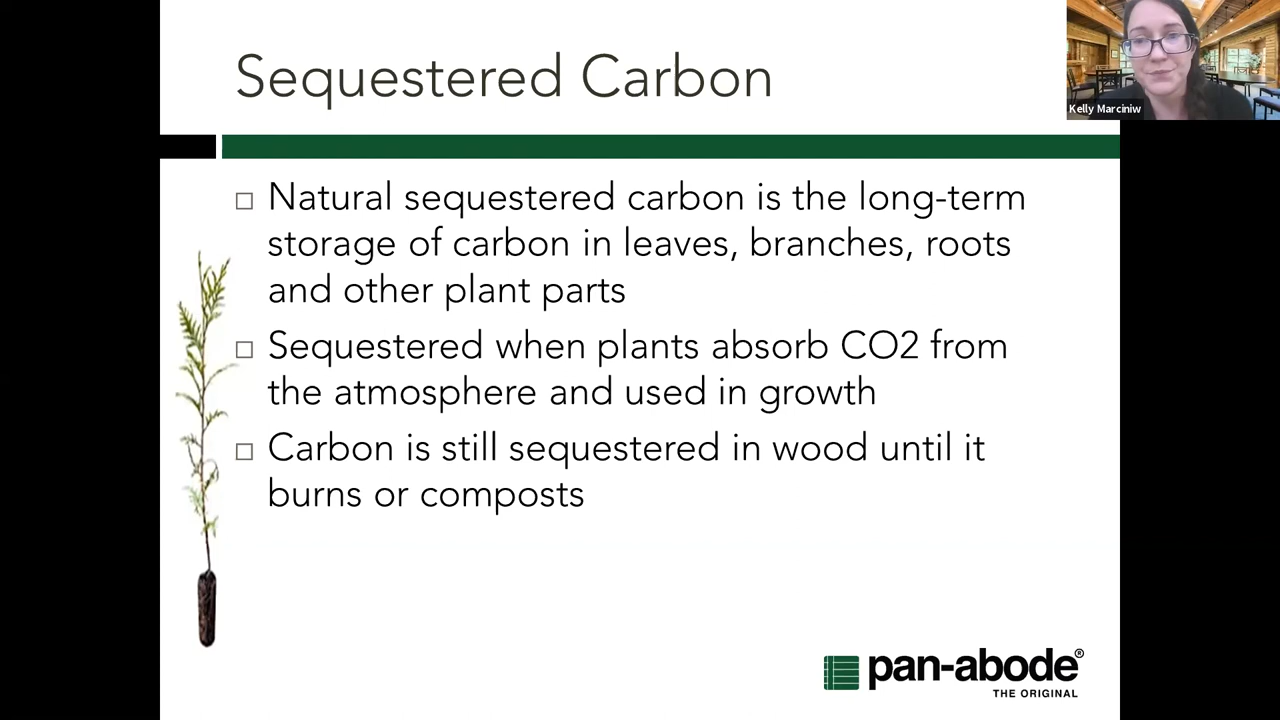 Sequestered Carbon
Kelly Marciniw
Natural sequestered carbon is the long-term
storage of carbon in leaves, branches, roots
and other plant parts
Sequestered when plants absorb CO2 from
the atmosphere and used in growth
Carbon is still sequestered in wood until it
burns or composts
pan-abode®
THE ORIGINAL